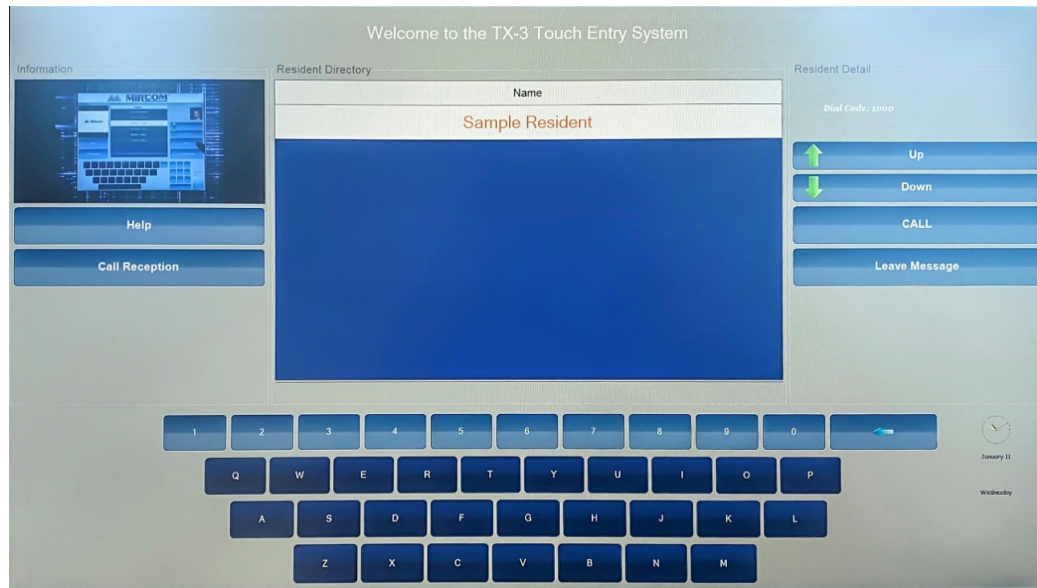 Welcome to the TX-3 Touch Entry System
Information
Resident Directory
Resident Detail
MIRCOM
Name
Sample Resident
Dial Code: 1000
Up
Down
CALL
Leave Message
Help
Call Reception
1 2 3 4 5 6 7 8 9 0
Q W E R T Y U I O P
A S D F G H J K L
Z X C V B N M
January 11
Wednesday